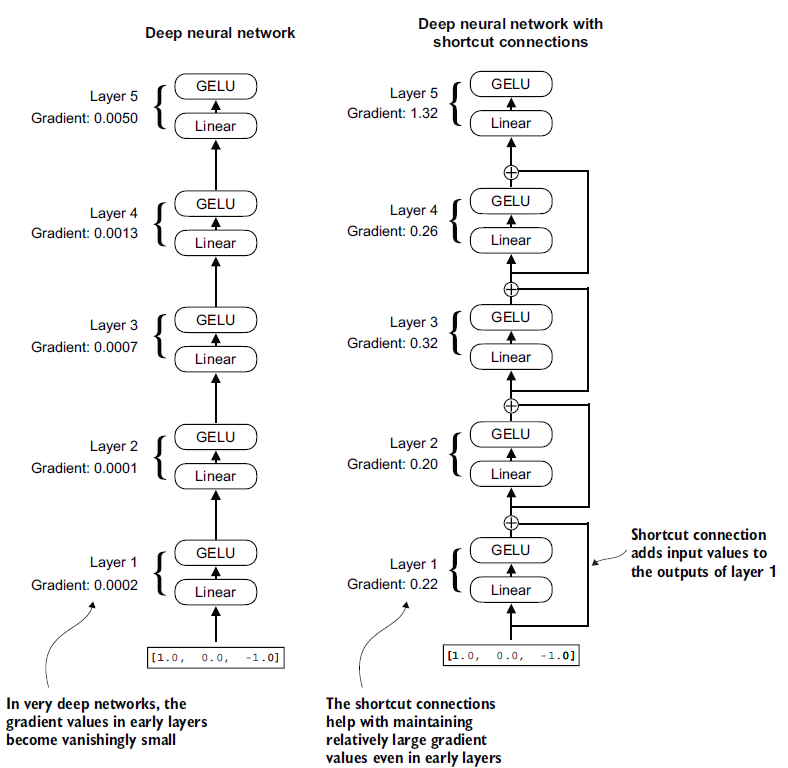 Deep neural network
Layer 5
Gradient: 0.0050
GELU
Linear
Layer 4
Gradient: 0.0013
GELU
Linear
Layer 3
Gradient: 0.0007
GELU
Linear
Layer 2
Gradient: 0.0001
GELU
Linear
Layer 1
Gradient: 0.0002
GELU
Linear
[1.0, 0.0, -1.0]
In very deep networks, the
gradient values in early layers
become vanishingly small
Deep neural network with
shortcut connections
Layer 5
Gradient: 1.32
GELU
Linear
Layer 4
Gradient: 0.26
GELU
Linear
Layer 3
Gradient: 0.32
GELU
Linear
Layer 2
Gradient: 0.20
GELU
Linear
Layer 1
Gradient: 0.22
GELU
Linear
[1.0, 0.0, -1.0]
Shortcut connection
adds input values to
the outputs of layer 1
The shortcut connections
help with maintaining
relatively large gradient
values even in early layers